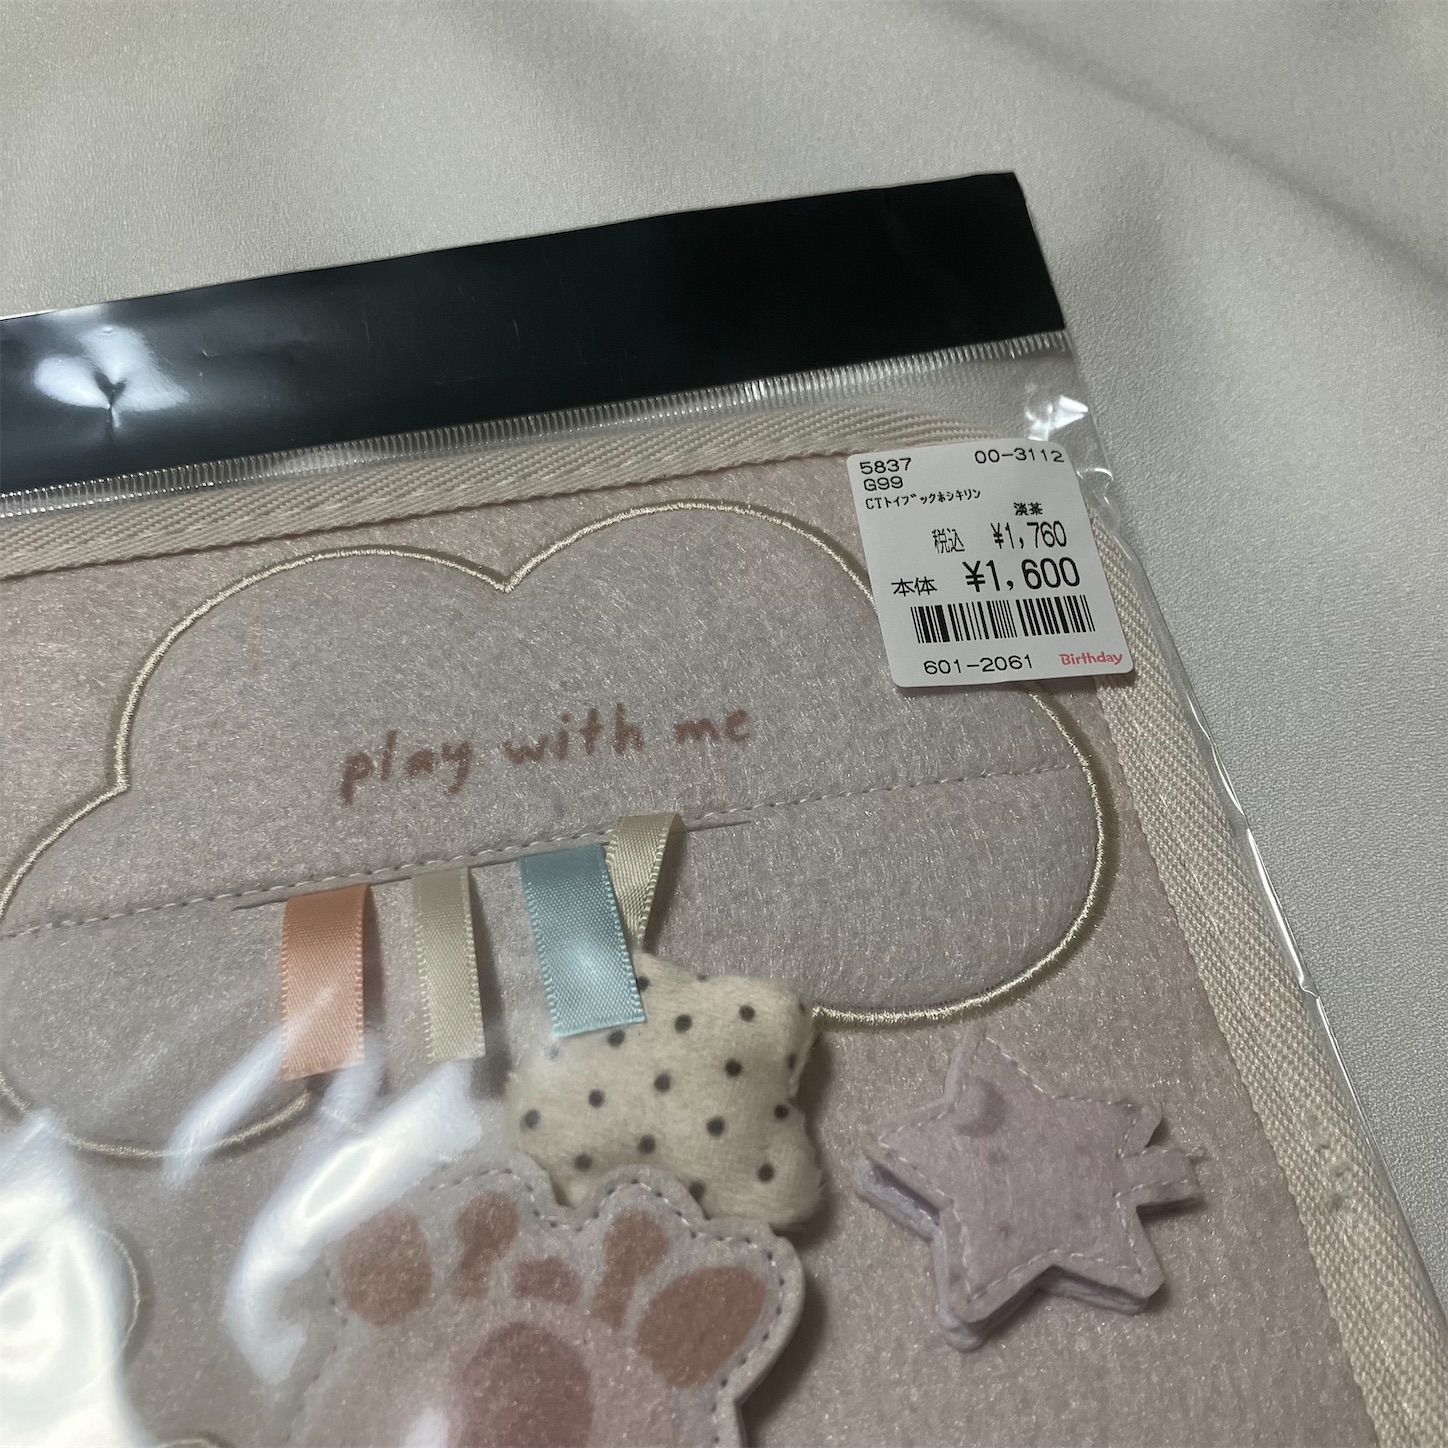 5837 00-3112
G99
CTトイブックホシキリン
淡茶
税込 ¥1,760
本体 ¥1,600
601-2061 Birthday
play with me